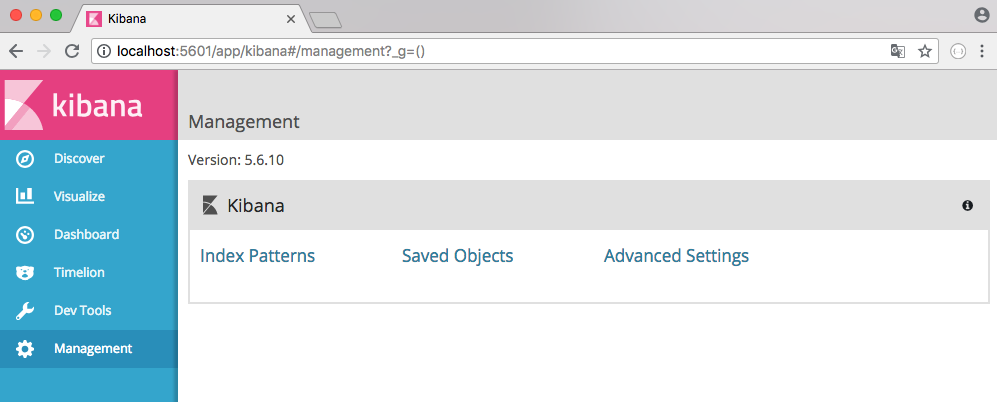 Kibana
localhost:5601/app/kibana#/management?_g=()
kibana
Discover
Visualize
Dashboard
Timelion
Dev Tools
Management
Management
Version: 5.6.10
Kibana
Index Patterns Saved Objects Advanced Settings